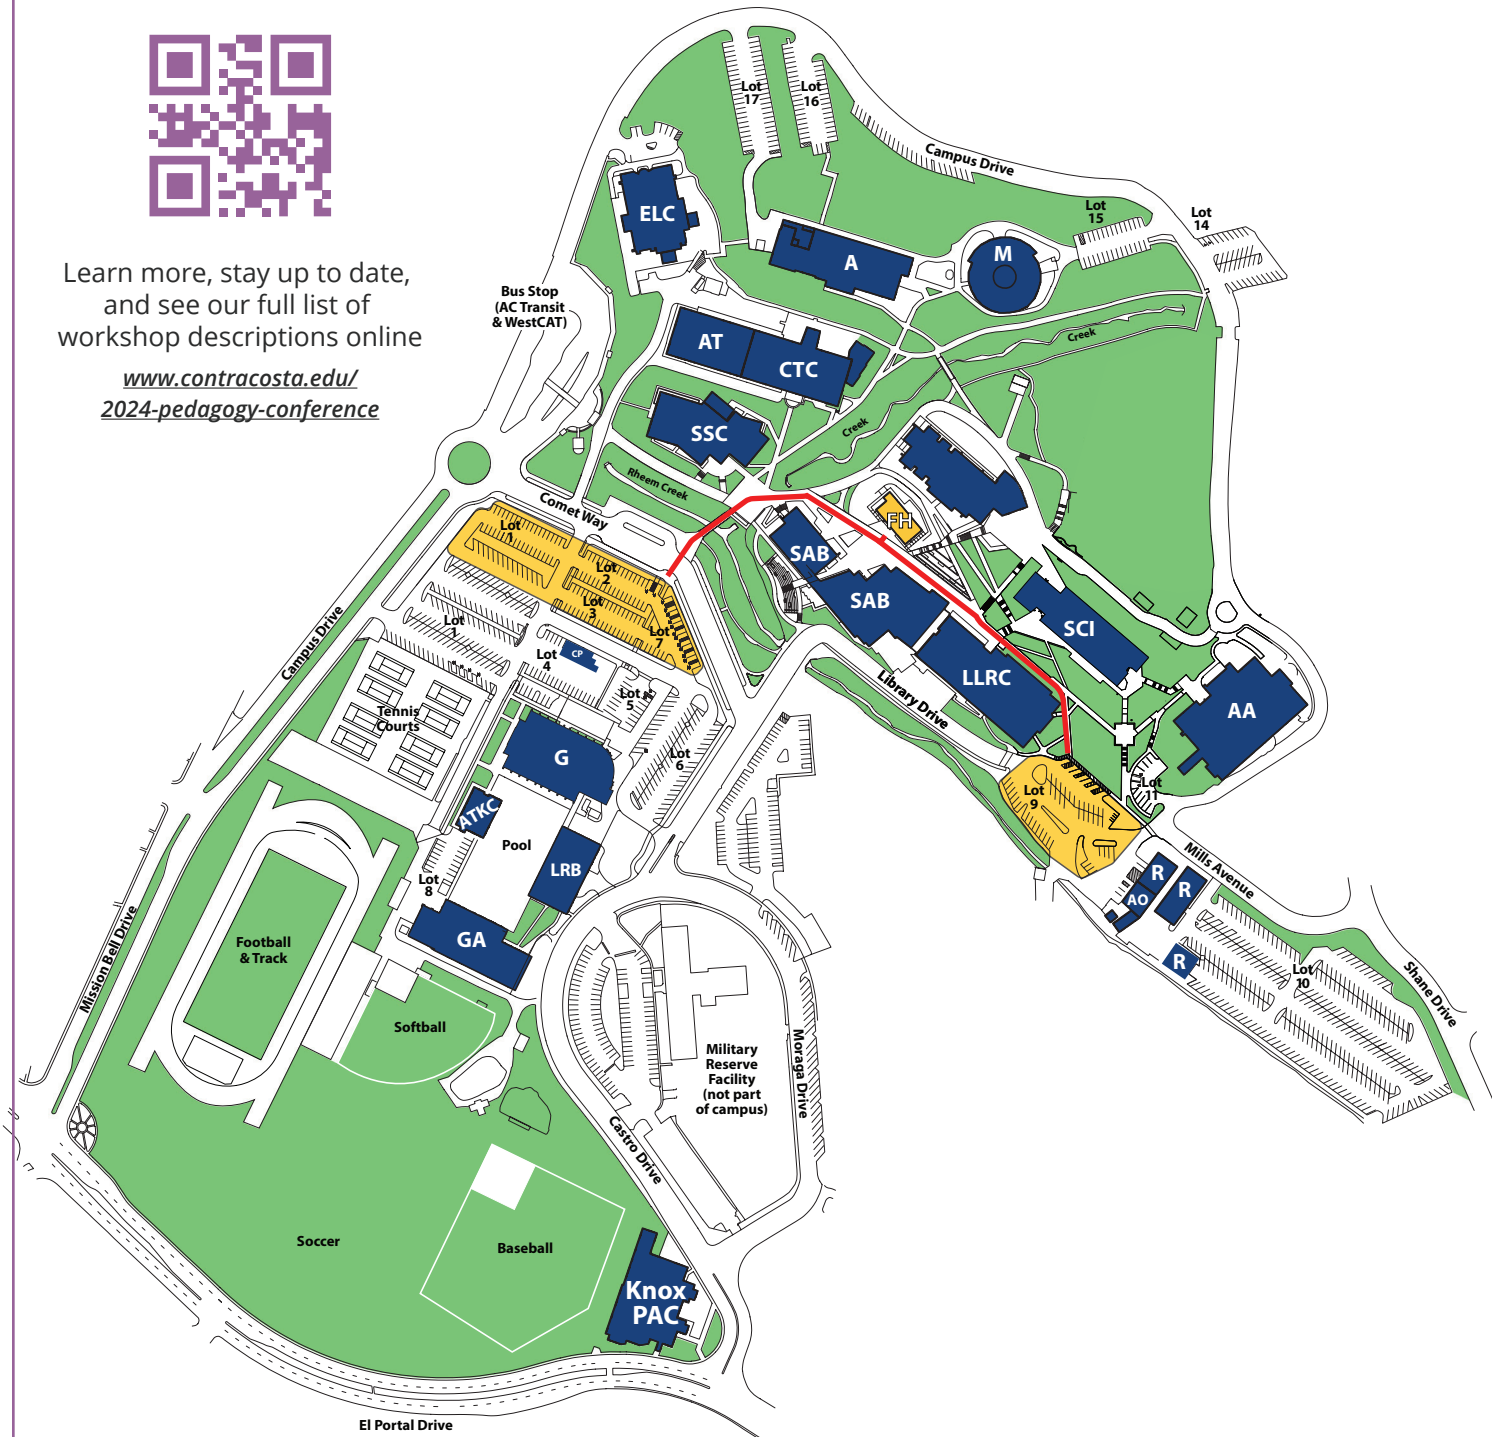 Learn more, stay up to date,
and see our full list of
workshop descriptions online
www.contracosta.edu/
2024-pedagogy-conference
Lot
17
Lot
16
Campus Drive
Lot
15
Lot
14
ELC
A
M
Bus Stop
(AC Transit
& WestCAT)
AT
CTC
Creek
SSC
Creek
Rheem Creek
Comet Way
FH
Lot
1
SAB
Lot
2
Lot
3
SAB
Lot
7
SCI
Lot
1
Campus Drive
Lot
4
CP
Lot
5
LLRC
Library Drive
AA
Tennis
Courts
G
Lot
6
Lot
9
Lot
11
ATKC
Pool
LRB
Lot
8
Mills Avenue
R
R
AO
R
GA
Football
& Track
Mission Bell Drive
Lot
10
Shane Drive
Softball
Military
Reserve
Facility
(not part
of campus)
Moraga Drive
Castro Drive
Soccer
Baseball
Knox
PAC
El Portal Drive